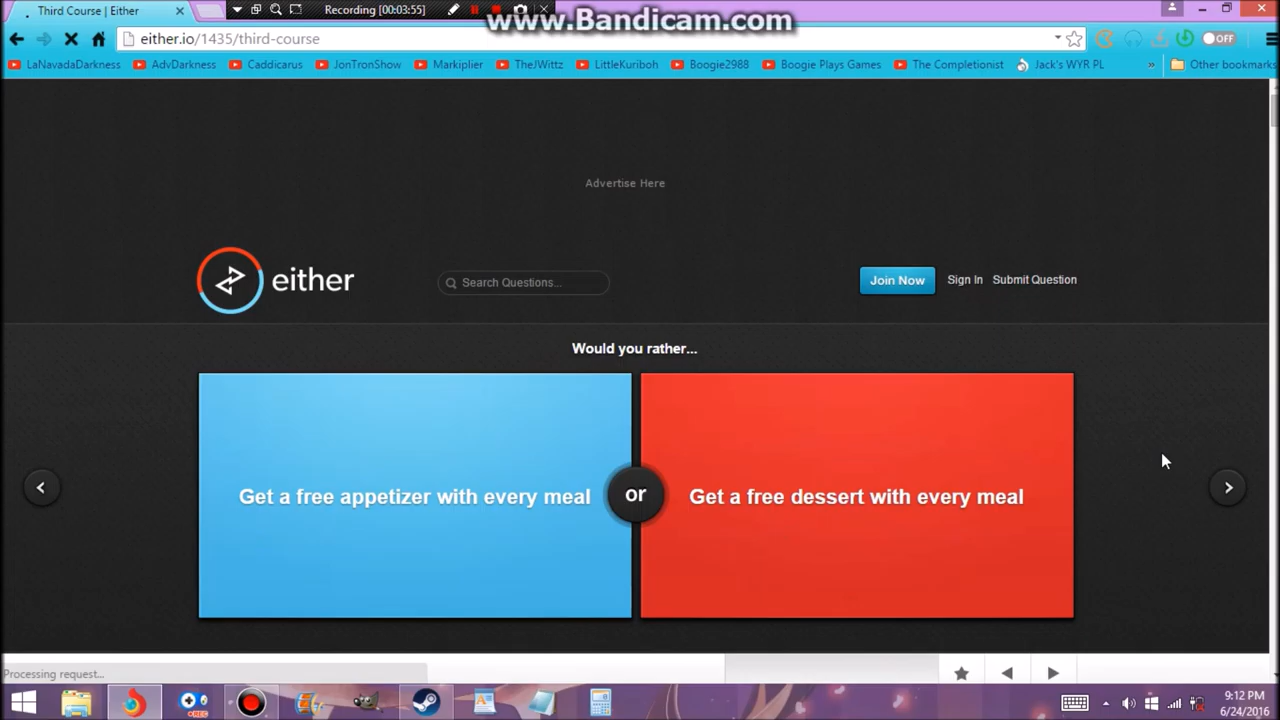 www.Bandicam.com
Third Course | Either
Recording [00:03:55]
either.io/1435/third-course
OFF
LaNavadaDarkness
AdvDarkness
Caddicarus
JonTronShow
Markiplier
TheJWittz
LittleKuriboh
Boogie2988
Boogie Plays Games
The Completionist
Jack's WYR PL
»
Other bookmarks
Advertise Here
either
Search Questions...
Join Now
Sign In
Submit Question
Would you rather...
Get a free appetizer with every meal
or
Get a free dessert with every meal
Processing request...
REC
9:12 PM
6/24/2016